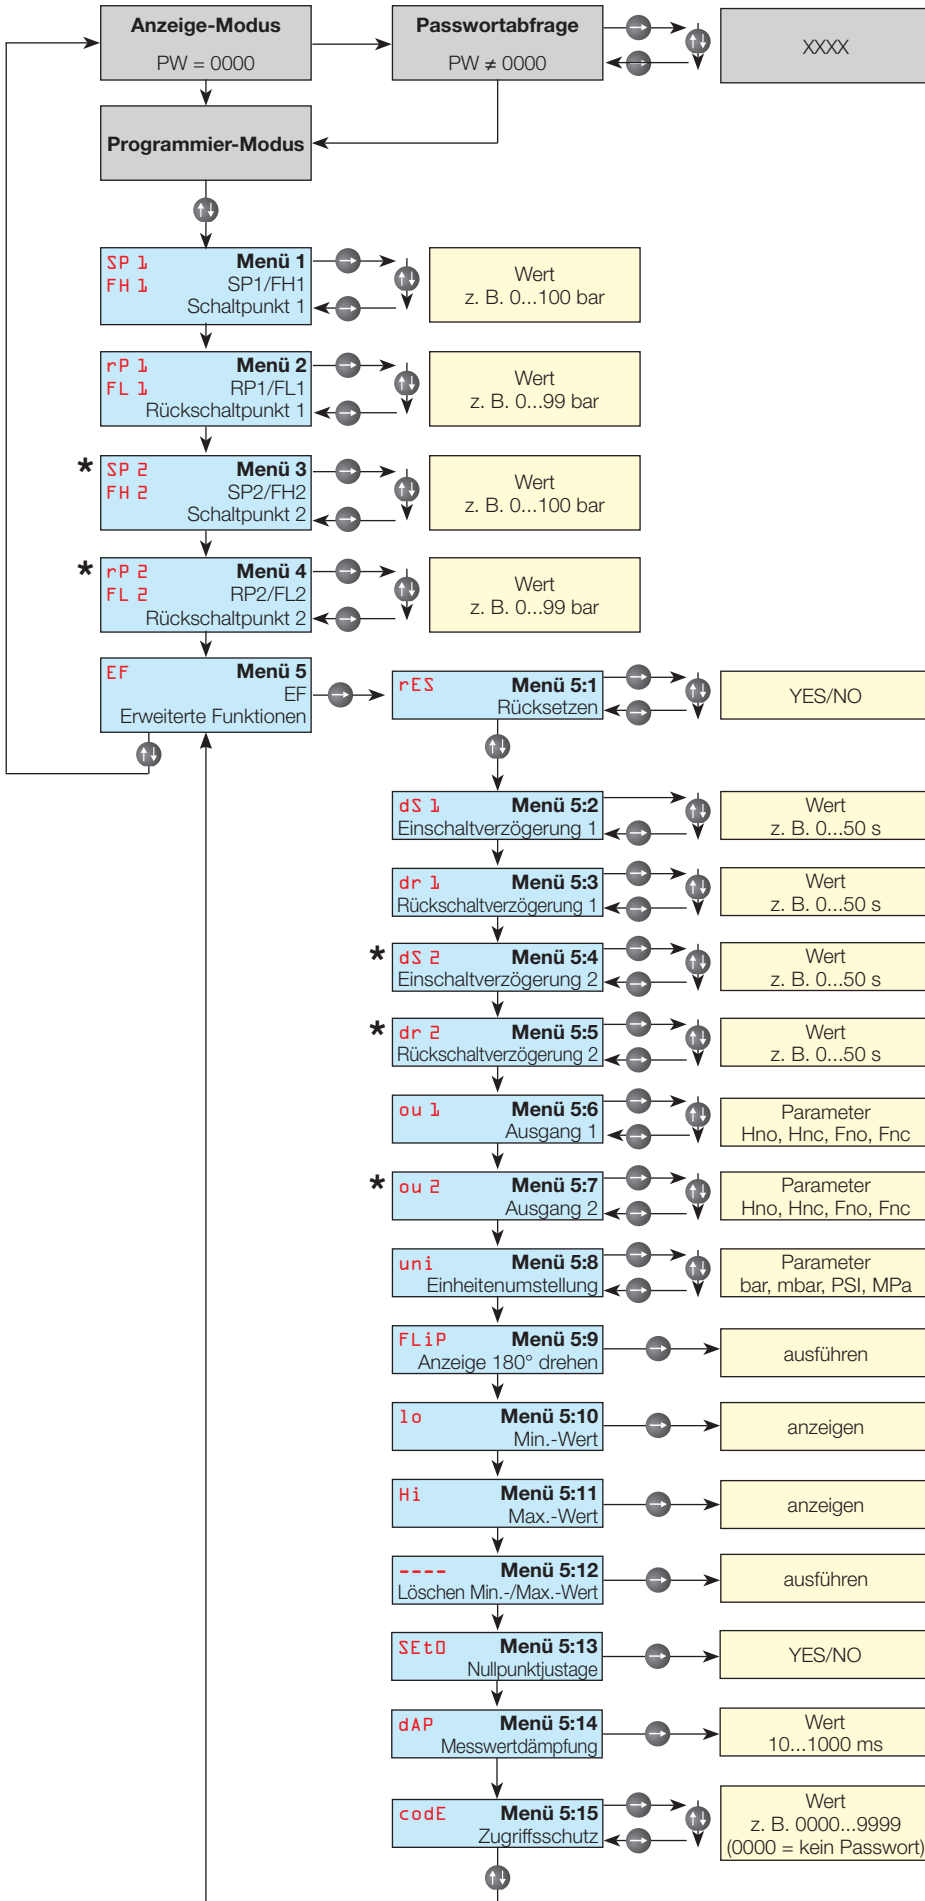 Anzeige-Modus
PW = 0000
Passwortabfrage
PW ≠ 0000
XXXX
Programmier-Modus
SP 1 Menü 1
FH 1 SP1/FH1
Schaltpunkt 1
Wert
z. B. 0...100 bar
rP 1 Menü 2
FL 1 RP1/FL1
Rückschaltpunkt 1
Wert
z. B. 0...99 bar
* SP 2 Menü 3
FH 2 SP2/FH2
Schaltpunkt 2
Wert
z. B. 0...100 bar
* rP 2 Menü 4
FL 2 RP2/FL2
Rückschaltpunkt 2
Wert
z. B. 0...99 bar
EF Menü 5
EF
Erweiterte Funktionen
rES Menü 5:1
Rücksetzen
YES/NO
dS 1 Menü 5:2
Einschaltverzögerung 1
Wert
z. B. 0...50 s
dr 1 Menü 5:3
Rückschaltverzögerung 1
Wert
z. B. 0...50 s
* dS 2 Menü 5:4
Einschaltverzögerung 2
Wert
z. B. 0...50 s
* dr 2 Menü 5:5
Rückschaltverzögerung 2
Wert
z. B. 0...50 s
ou 1 Menü 5:6
Ausgang 1
Parameter
Hno, Hnc, Fno, Fnc
* ou 2 Menü 5:7
Ausgang 2
Parameter
Hno, Hnc, Fno, Fnc
uni Menü 5:8
Einheitenumstellung
Parameter
bar, mbar, PSI, MPa
FLiP Menü 5:9
Anzeige 180° drehen
ausführen
lo Menü 5:10
Min.-Wert
anzeigen
Hi Menü 5:11
Max.-Wert
anzeigen
---- Menü 5:12
Löschen Min.-/Max.-Wert
ausführen
SEt0 Menü 5:13
Nullpunktjustage
YES/NO
dAP Menü 5:14
Messwertdämpfung
Wert
10...1000 ms
codE Menü 5:15
Zugriffsschutz
Wert
z. B. 0000...9999
(0000 = kein Passwort)